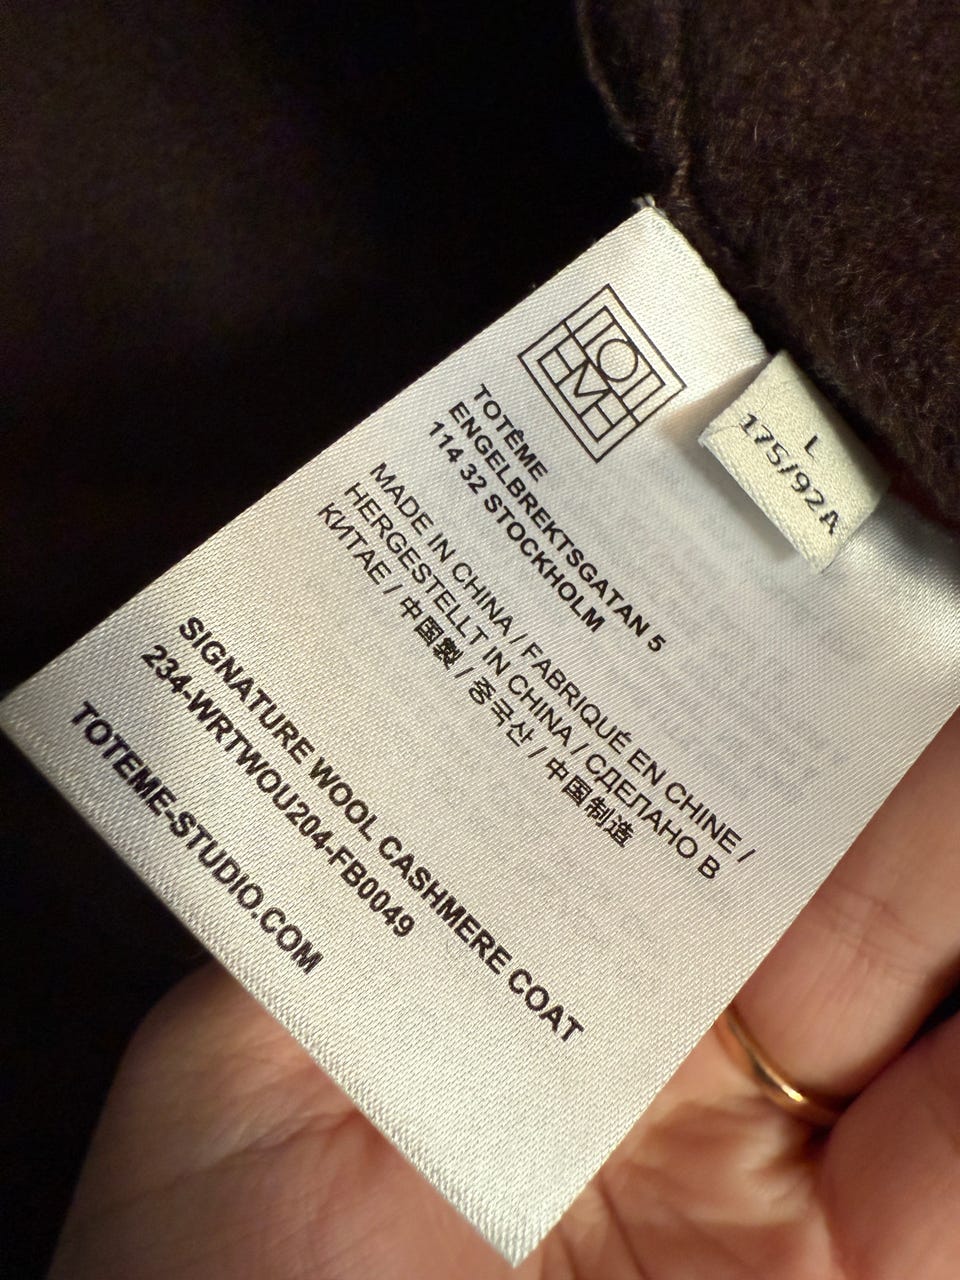 TOTÊME
ENGELBREKTSGATAN 5
114 32 STOCKHOLM
MADE IN CHINA / FABRIQUÉ EN CHINE /
HERGESTELLT IN CHINA / СДЕЛАНО В
КИТАЕ / 中国製 / 중국산 / 中国制造
SIGNATURE WOOL CASHMERE COAT
234-WRTWOU204-FB0049
TOTEME-STUDIO.COM
L
175/92A